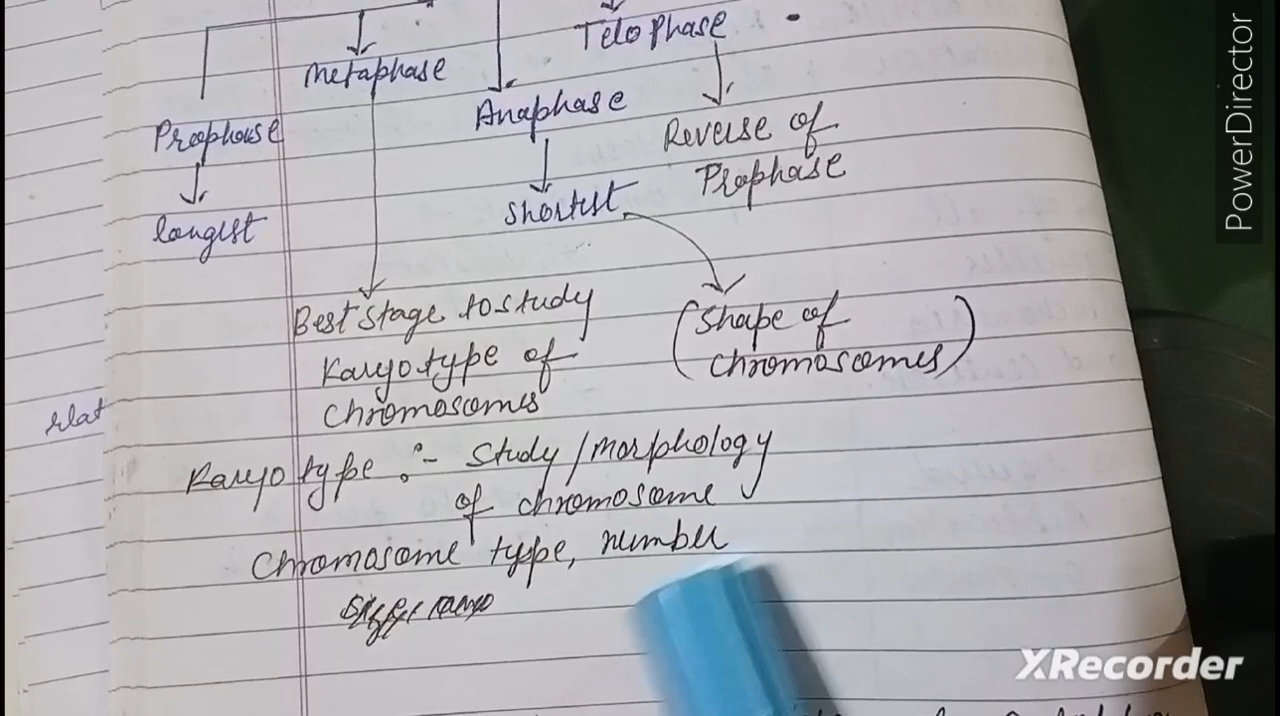 Telophase
Metaphase
Anaphase
Prophase
Reverse of
Prophase
longest
shortest
Best stage to study
Karyotype of
Chromosomes
(Shape of
chromosomes)
relat
Karyotype :- Study/morphology
of chromosome
Chromosome type, number
PowerDirector
XRecorder